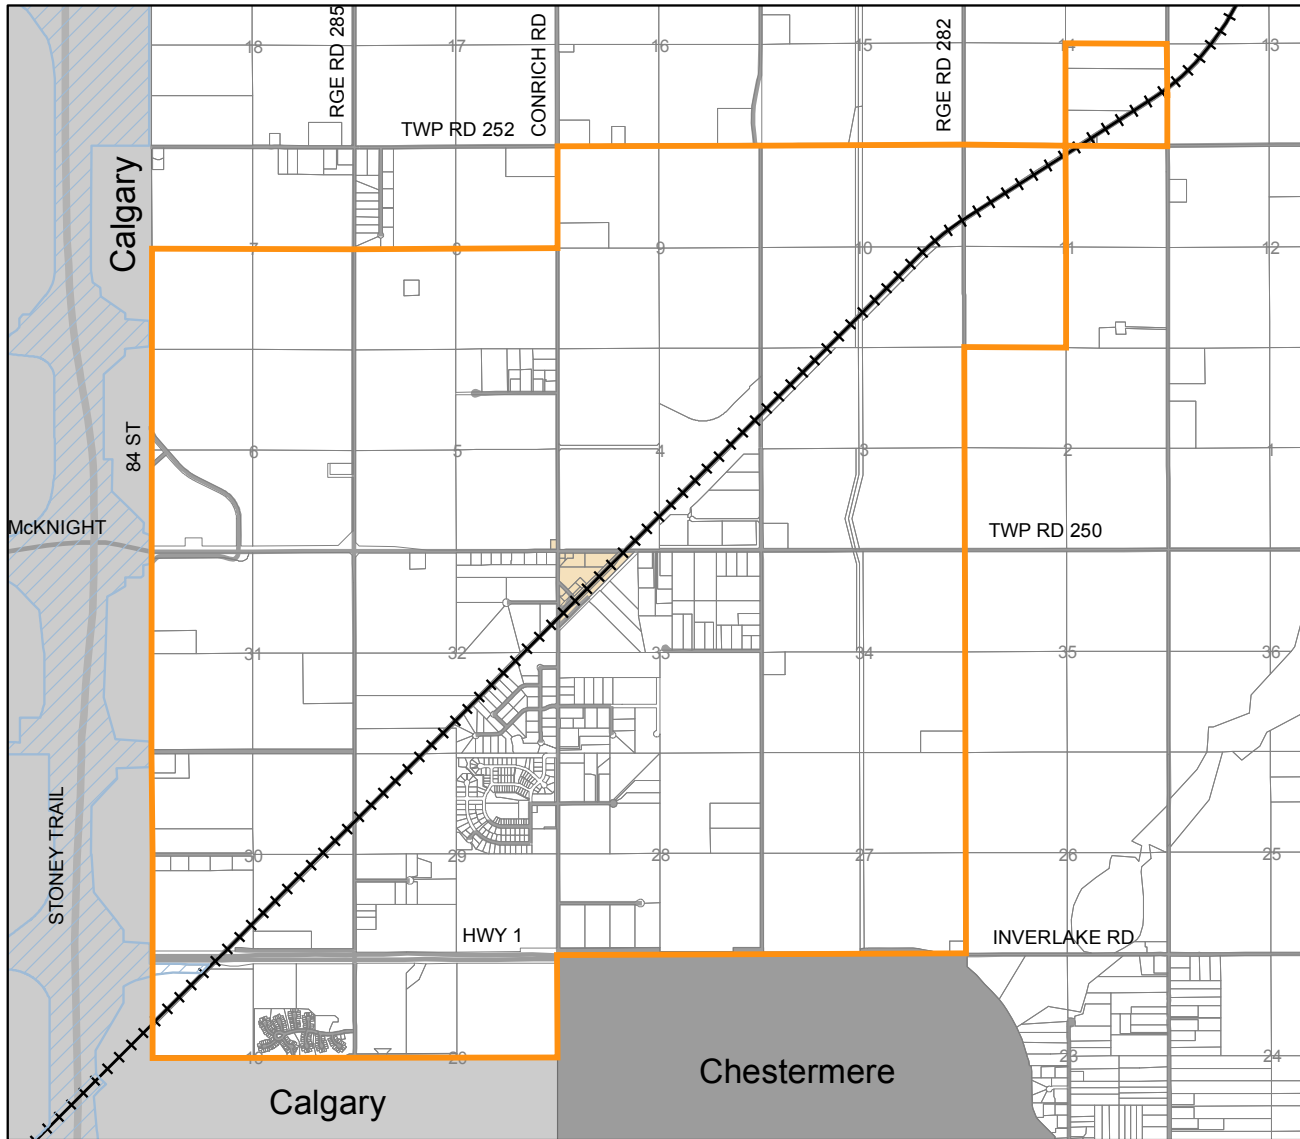 RGE RD 285
CONRICH RD
RGE RD 282
18
17
16
15
14
13
TWP RD 252
Calgary
7
8
9
10
11
12
84 ST
6
5
4
3
2
1
McKNIGHT
TWP RD 250
31
32
33
34
35
36
STONEY TRAIL
30
29
28
27
26
25
HWY 1
INVERLAKE RD
19
20
23
24
Chestermere
Calgary